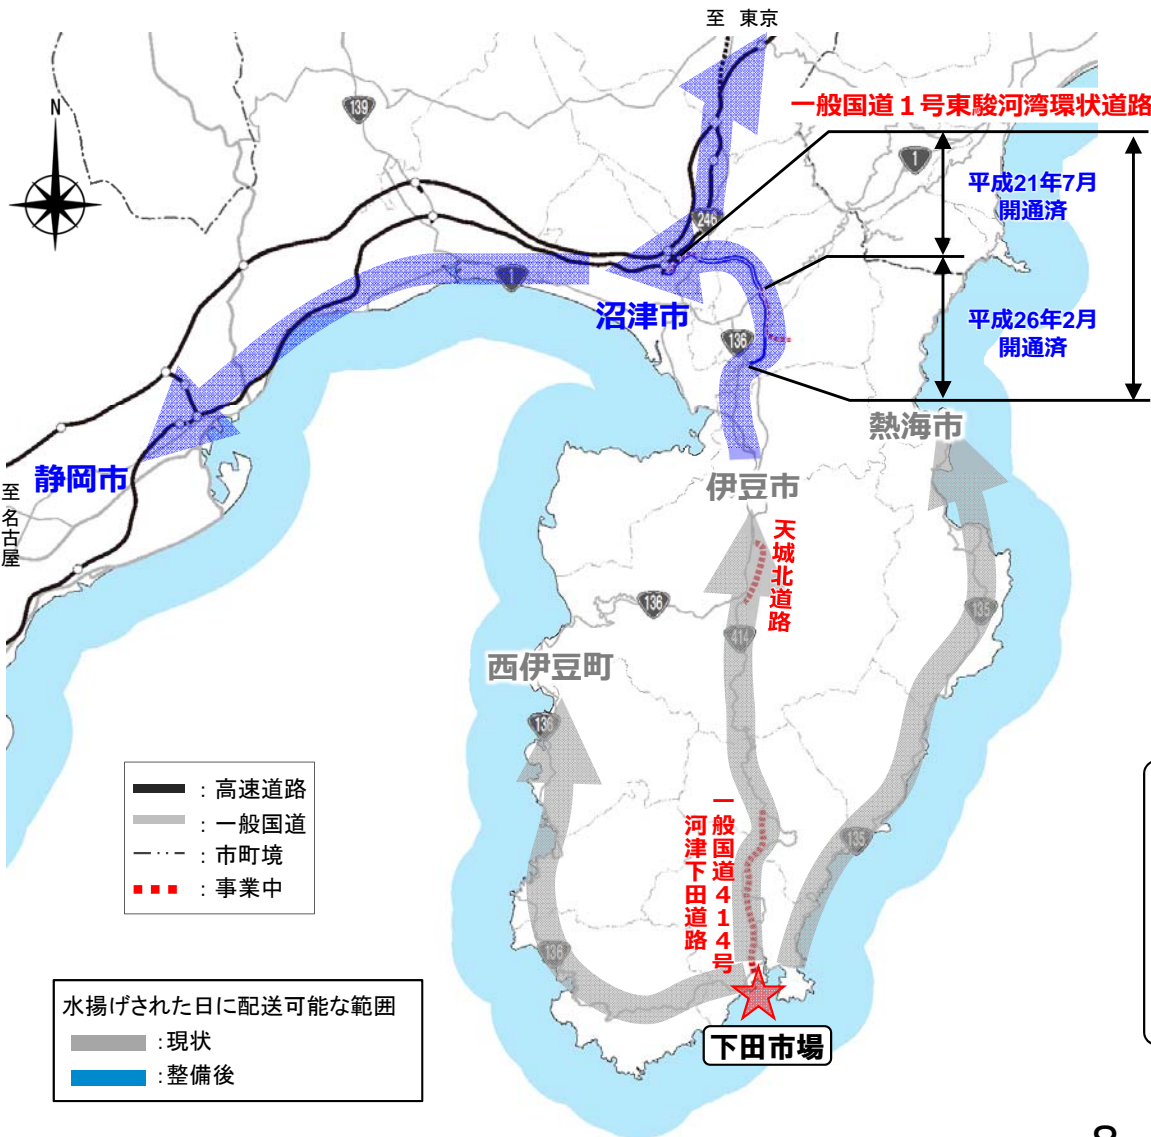 至 東京
一般国道１号東駿河湾環状道路
N
139
1
平成21年7月
開通済
246
1
沼津市
136
平成26年2月
開通済
熱海市
静岡市
至名古屋
伊豆市
天城北道路
136
135
414
西伊豆町
136
：高速道路
：一般国道
：市町境
：事業中
一般国道４１４号
河津下田道路
135
136
水揚げされた日に配送可能な範囲
：現状
：整備後
下田市場